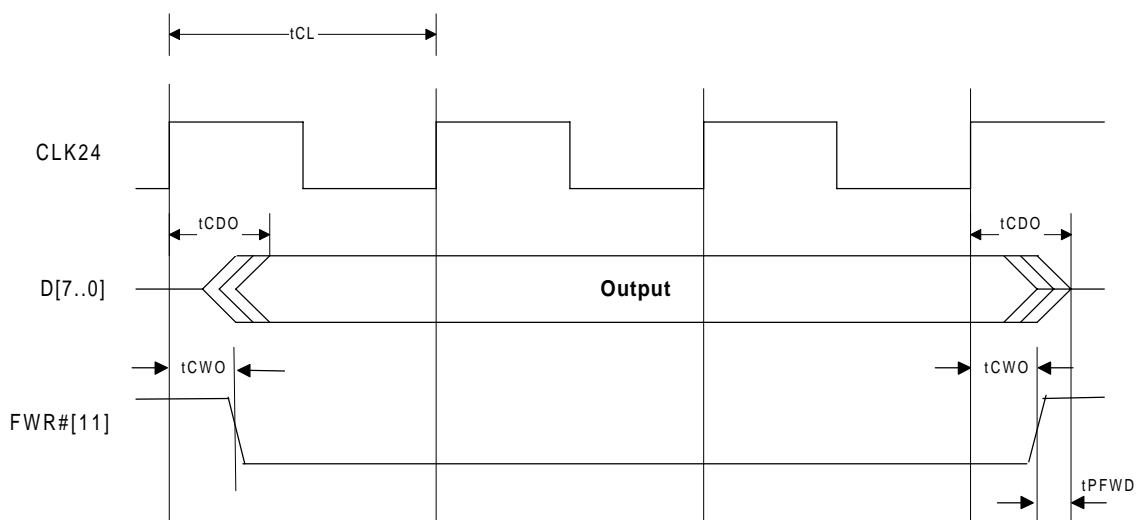 tCL
CLK24
tCDO
tCDO
D[7..0]
Output
tCWO
tCWO
FWR#[11]
tPFWD